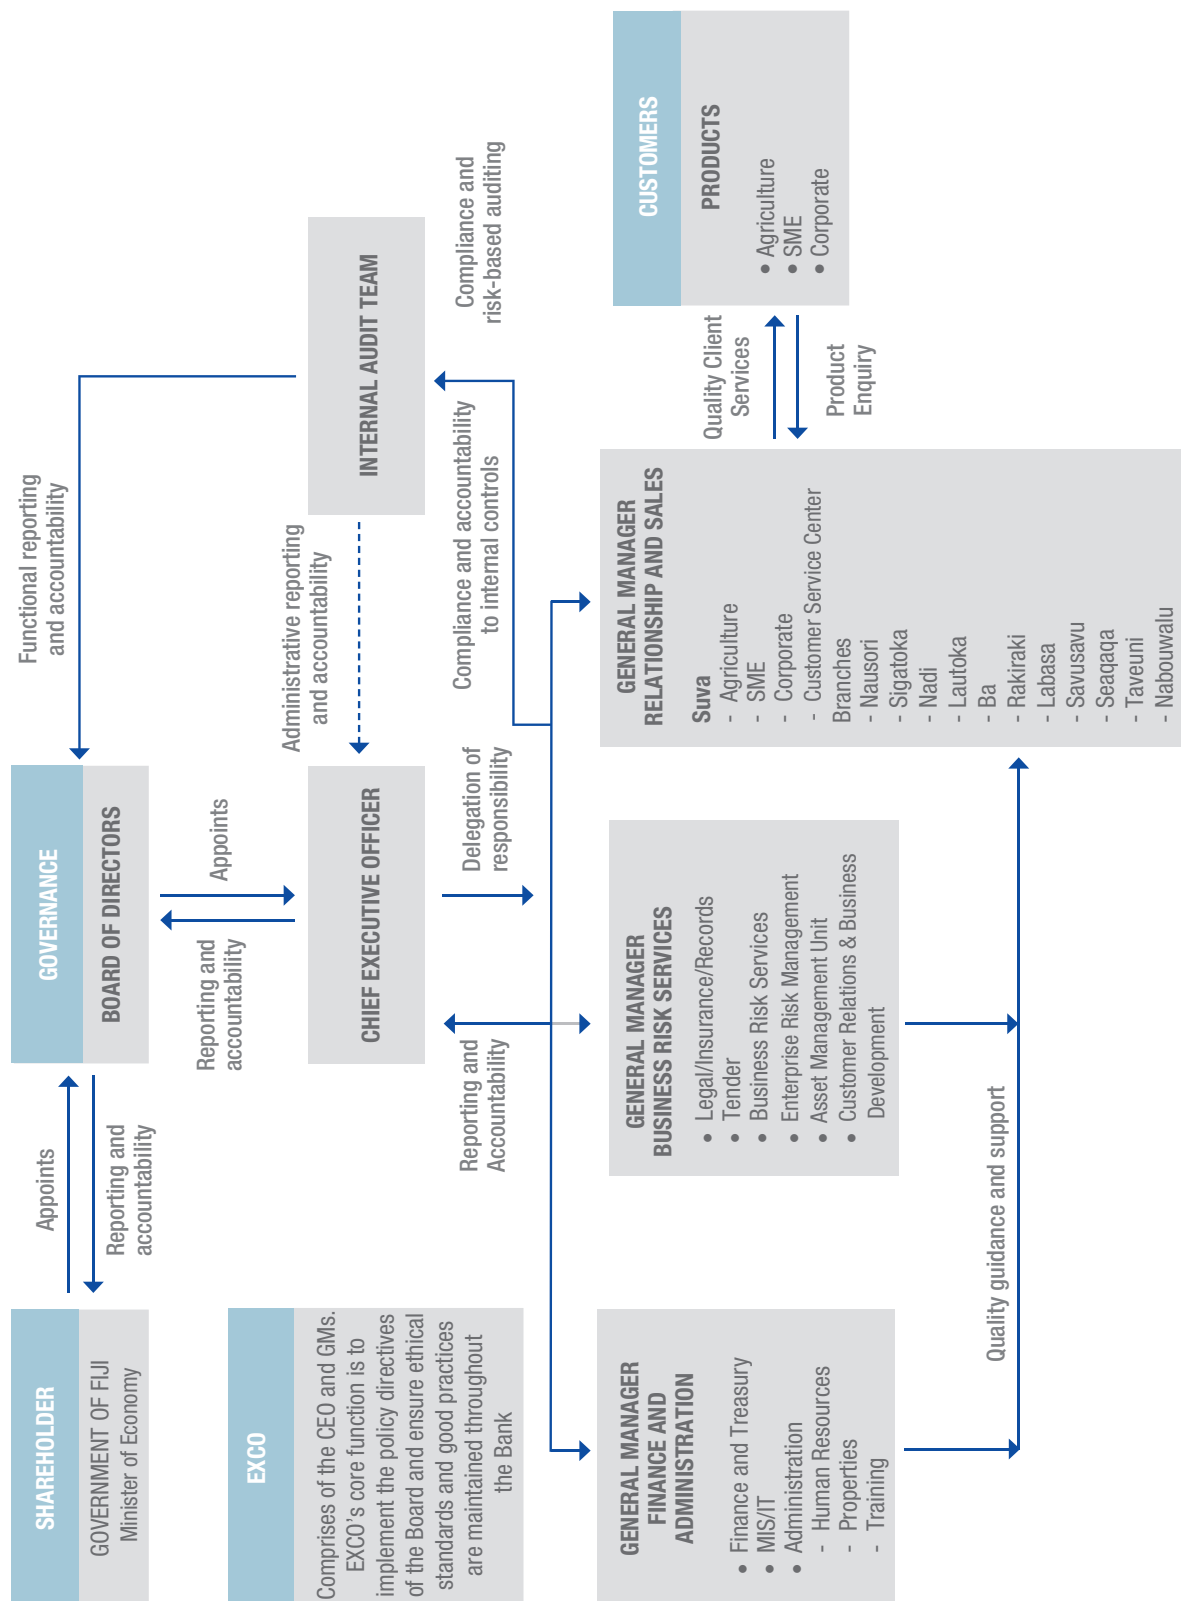 SHAREHOLDER
GOVERNMENT OF FIJI
Minister of Economy
Appoints
Reporting and
accountability
GOVERNANCE
BOARD OF DIRECTORS
Functional reporting
and accountability
Reporting and
accountability
Appoints
EXCO
Comprises of the CEO and GMs.
EXCO's core function is to
implement the policy directives
of the Board and ensure ethical
standards and good practices
are maintained throughout
the Bank
CHIEF EXECUTIVE OFFICER
Administrative reporting
and accountability
INTERNAL AUDIT TEAM
Reporting and
Accountability
Delegation of
responsibility
Compliance and accountability
to internal controls
Compliance and
risk-based auditing
GENERAL MANAGER
FINANCE AND
ADMINISTRATION
• Finance and Treasury
• MIS/IT
• Administration
- Human Resources
- Properties
- Training
GENERAL MANAGER
BUSINESS RISK SERVICES
• Legal/Insurance/Records
• Tender
• Business Risk Services
• Enterprise Risk Management
• Asset Management Unit
• Customer Relations & Business
Development
GENERAL MANAGER
RELATIONSHIP AND SALES
Suva
- Agriculture
- SME
- Corporate
- Customer Service Center
Branches
- Nausori
- Sigatoka
- Nadi
- Lautoka
- Ba
- Rakiraki
- Labasa
- Savusavu
- Seaqaqa
- Taveuni
- Nabouwalu
Quality Client
Services
Product
Enquiry
CUSTOMERS
PRODUCTS
• Agriculture
• SME
• Corporate
Quality guidance and support